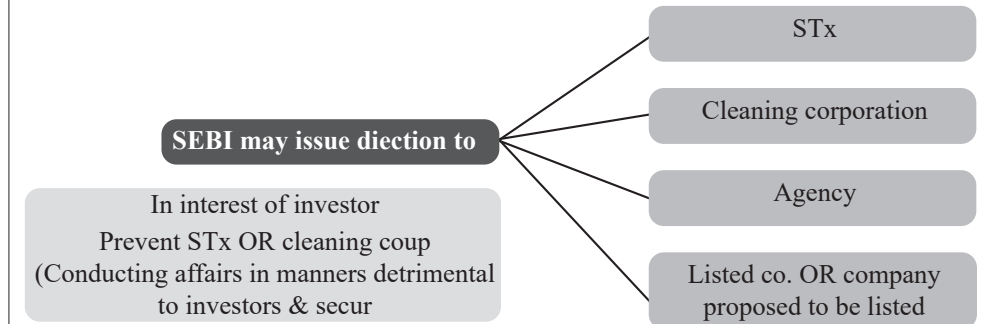 SEBI may issue diection to
In interest of investor
Prevent STx OR cleaning coup
(Conducting affairs in manners detrimental
to investors & secur
STx
Cleaning corporation
Agency
Listed co. OR company
proposed to be listed